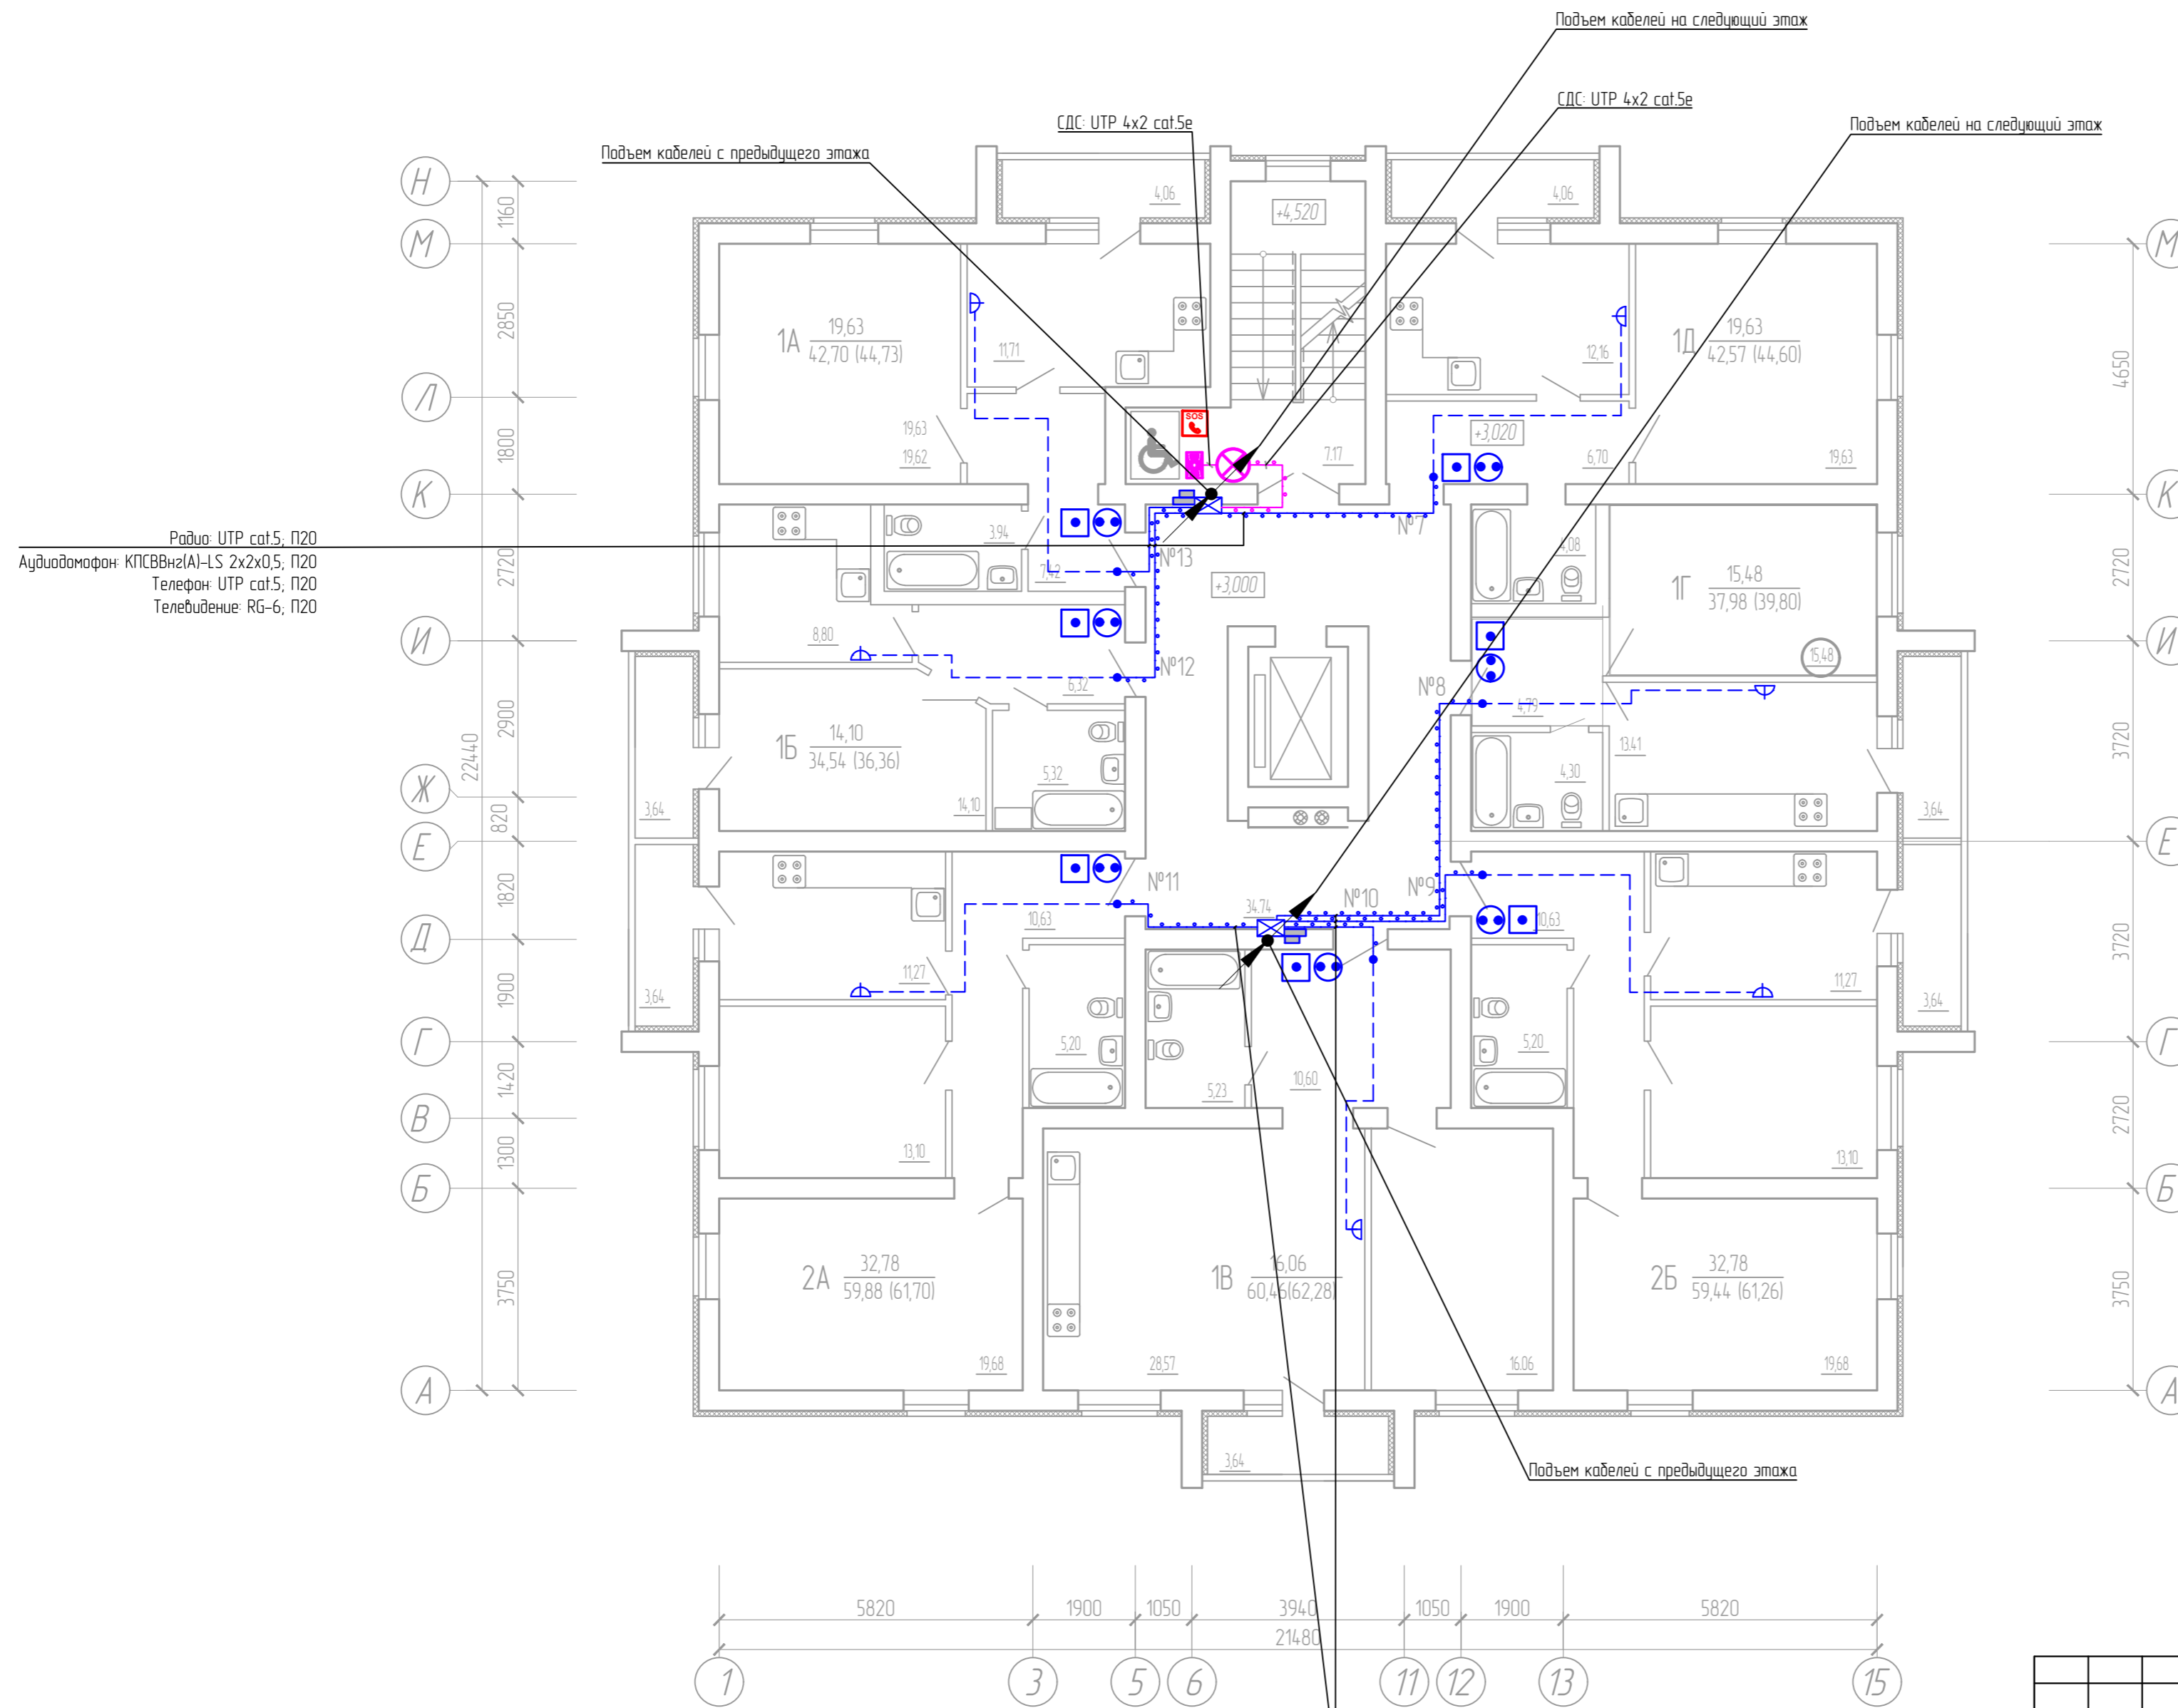 Подъем кабелей на следующий этаж
СДС: UTP 4x2 cat.5e
СДС: UTP 4x2 cat.5e
Подъем кабелей на следующий этаж
Подъем кабелей с предыдущего этажа
Н
М
Л
К
И
Ж
Е
Д
Г
В
Б
А
1160
2850
1800
2720
2900
820
1820
1900
1420
1300
3750
22440
Радио: UTP cat.5; П20
Аудиодомофон: КПСВВнг(А)-LS 2x2x0,5; П20
Телефон: UTP cat.5; П20
Телевидение: RG-6; П20
4,06
+4,520
4,06
1А 19,63
42,70 (44,73)
11,71
12,16
1Д 19,63
42,57 (44,60)
SOS
19,63
19,62
7.17
+3,020
6,70
19,63
№7
3.94
7,42
№13
+3,000
4,08
1Г 15,48
37,98 (39,80)
15,48
8,80
№12
6,32
№8
4,79
1Б 14,10
34,54 (36,36)
5,32
14,10
13.41
4,30
3,64
3,64
№11
№10
№9
34.74
10,63
10,63
11,27
11,27
3,64
3,64
5,20
5,23
10,60
5,20
13,10
13,10
2А 32,78
59,88 (61,70)
1В 16,06
60,46(62,28)
2Б 32,78
59,44 (61,26)
19,68
28,57
16.06
19,68
3,64
Подъем кабелей с предыдущего этажа
М
К
И
Е
Г
Б
А
4650
2720
3720
3720
2720
3750
5820
1900
1050
3940
1050
1900
5820
21480
1
3
5
6
11
12
13
15